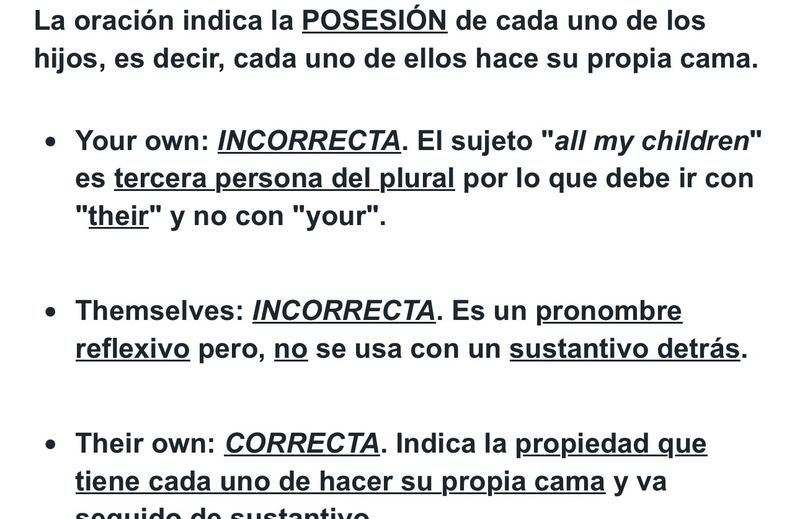 La oración indica la POSESIÓN de cada uno de los
hijos, es decir, cada uno de ellos hace su propia cama.
• Your own: INCORRECTA. El sujeto "all my children"
es tercera persona del plural por lo que debe ir con
"their" y no con "your".
• Themselves: INCORRECTA. Es un pronombre
reflexivo pero, no se usa con un sustantivo detrás.
• Their own: CORRECTA. Indica la propiedad que
tiene cada uno de hacer su propia cama y va
seguido de sustantivo.